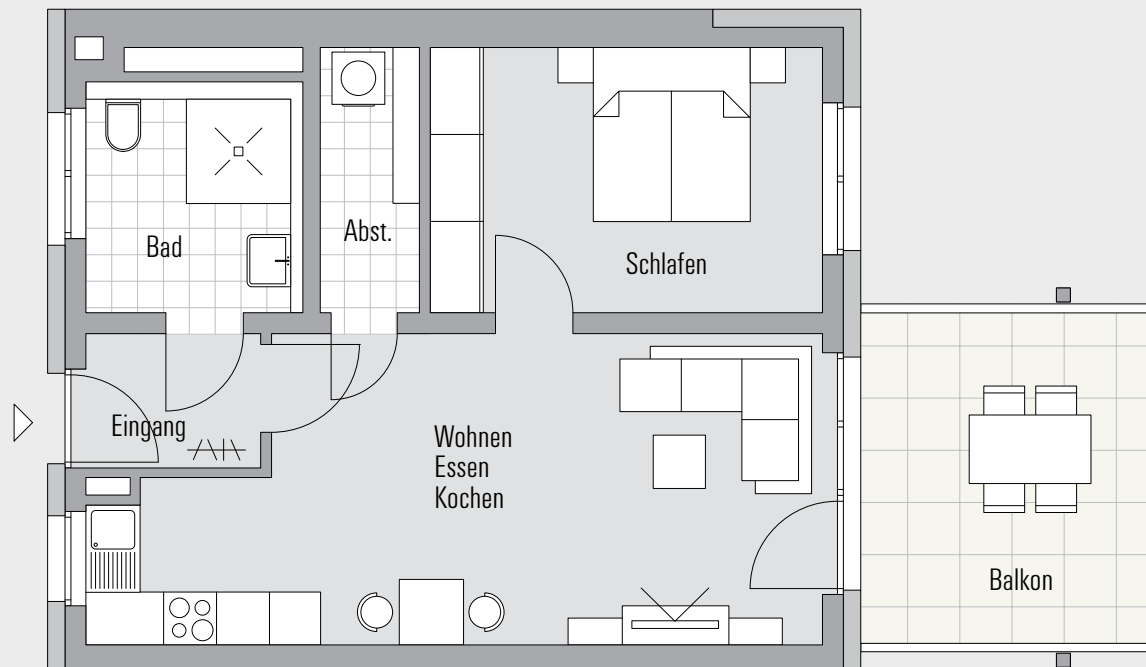 Bad
Abst.
Schlafen
Eingang
Wohnen
Essen
Kochen
Balkon